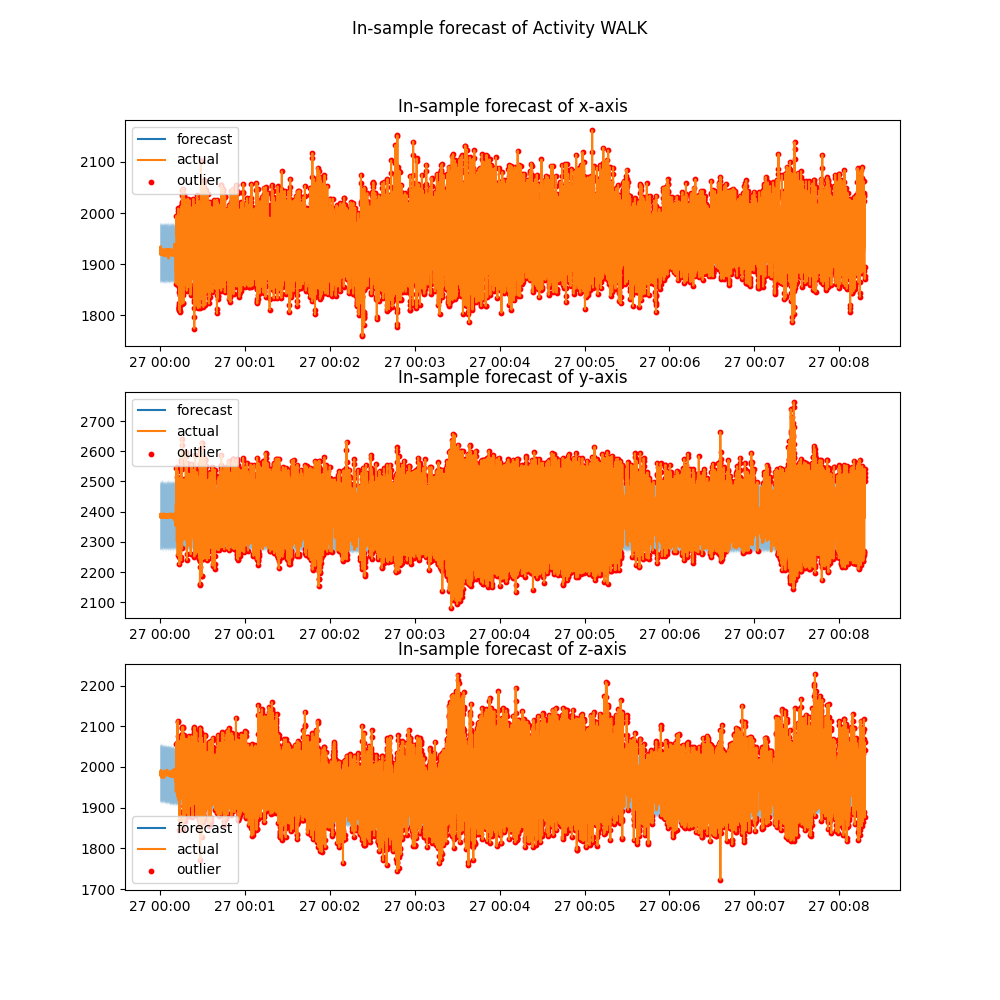 In-sample forecast of Activity WALK
In-sample forecast of x-axis
forecast
actual
outlier
2100
2000
1900
1800
27 00:00 27 00:01 27 00:02 27 00:03 27 00:04 27 00:05 27 00:06 27 00:07 27 00:08
In-sample forecast of y-axis
forecast
actual
outlier
2700
2600
2500
2400
2300
2200
2100
27 00:00 27 00:01 27 00:02 27 00:03 27 00:04 27 00:05 27 00:06 27 00:07 27 00:08
In-sample forecast of z-axis
2200
2100
2000
1900
1800
1700
forecast
actual
outlier
27 00:00 27 00:01 27 00:02 27 00:03 27 00:04 27 00:05 27 00:06 27 00:07 27 00:08